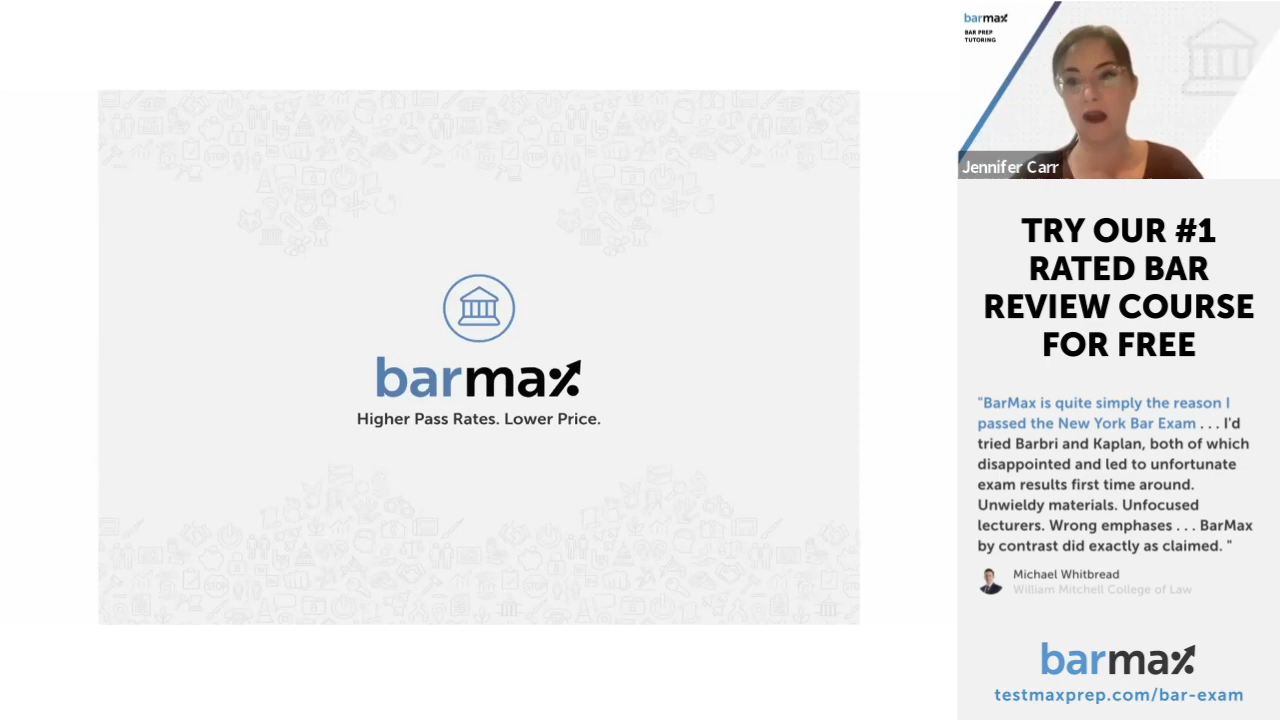 barmax
Higher Pass Rates. Lower Price.
barmax
BAR PREP
TUTORING
Jennifer Carr
TRY OUR #1
RATED BAR
REVIEW COURSE
FOR FREE
"BarMax is quite simply the reason I
passed the New York Bar Exam . . . I'd
tried Barbri and Kaplan, both of which
disappointed and led to unfortunate
exam results first time around.
Unwieldy materials. Unfocused
lecturers. Wrong emphases . . . BarMax
by contrast did exactly as claimed. "
Michael Whitbread
William Mitchell College of Law
barmax
testmaxprep.com/bar-exam